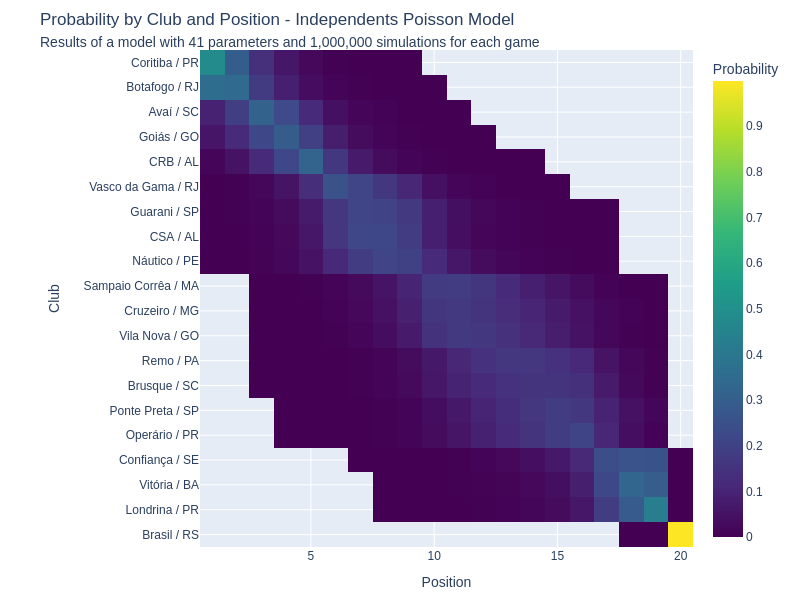 Probability by Club and Position - Independents Poisson Model
Results of a model with 41 parameters and 1,000,000 simulations for each game
Probability
Coritiba / PR
Botafogo / RJ
Avaí / SC
Goiás / GO
CRB / AL
Vasco da Gama / RJ
Guarani / SP
CSA / AL
Náutico / PE
Sampaio Corrêa / MA
Cruzeiro / MG
Vila Nova / GO
Remo / PA
Brusque / SC
Ponte Preta / SP
Operário / PR
Confiança / SE
Vitória / BA
Londrina / PR
Brasil / RS
Club
0.9
0.8
0.7
0.6
0.5
0.4
0.3
0.2
0.1
0
5
10
15
20
Position